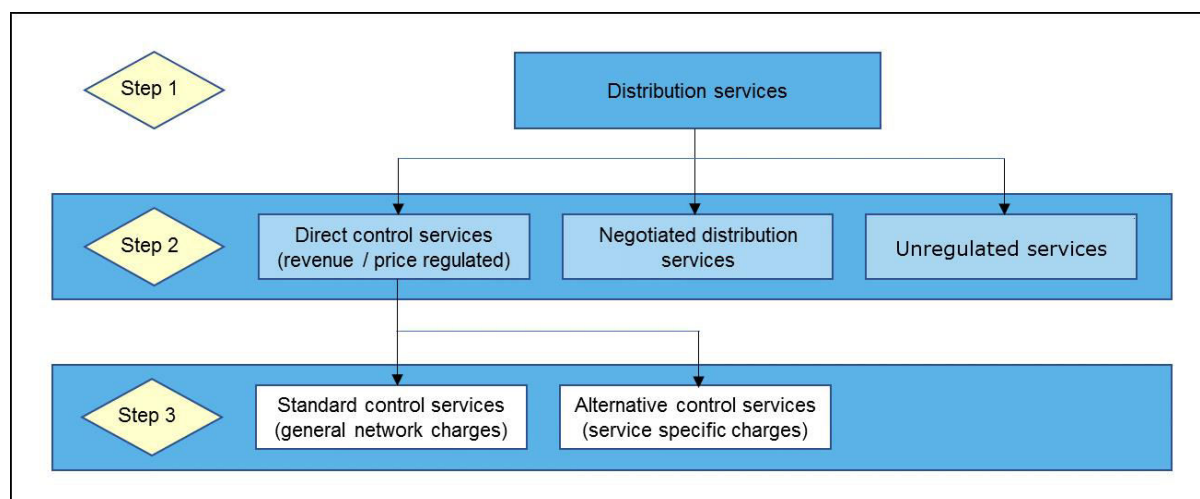 Step 1
Distribution services
Step 2
Direct control services
(revenue / price regulated)
Negotiated distribution
services
Unregulated services
Step 3
Standard control services
(general network charges)
Alternative control services
(service specific charges)